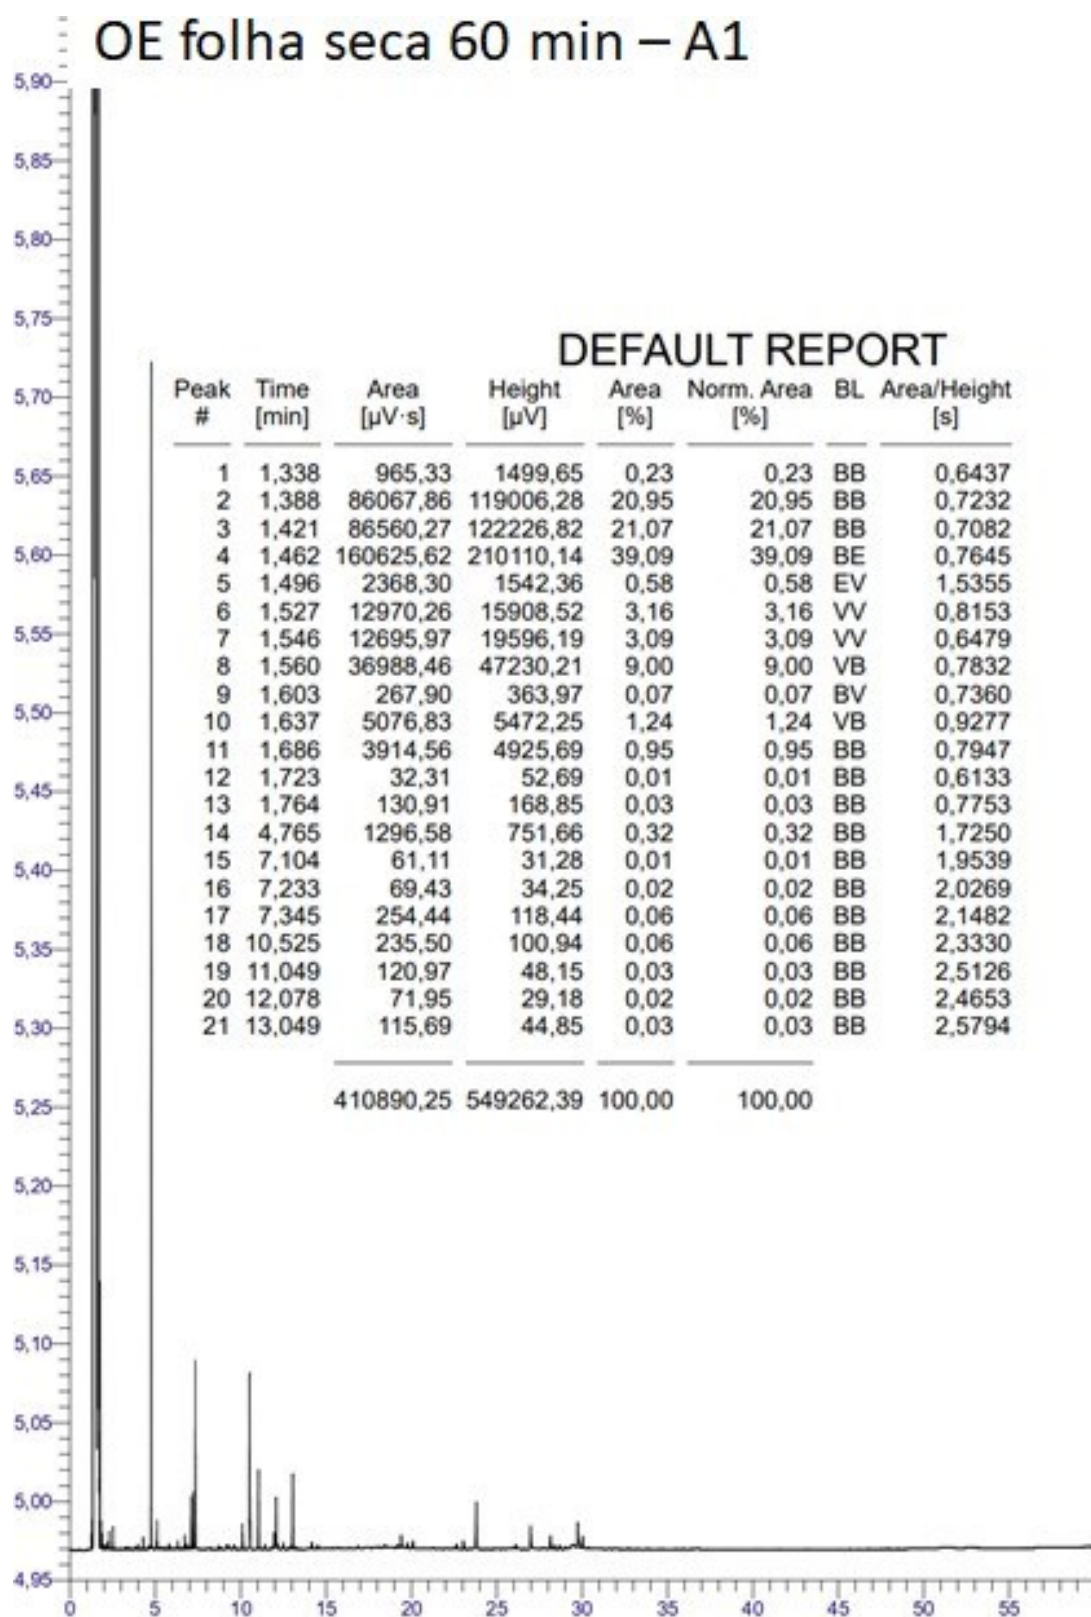 OE folha seca 60 min – A1
5,90
5,85
5,80
5,75
DEFAULT REPORT
5,70
Peak Time Area Height Area Norm. Area BL Area/Height
# [min] [µV·s] [µV] [%] [%] [s]
5,65
1 1,338 965,33 1499,65 0,23 0,23 BB 0,6437
2 1,388 86067,86 119006,28 20,95 20,95 BB 0,7232
3 1,421 86560,27 122226,82 21,07 21,07 BB 0,7082
5,60
4 1,462 160625,62 210110,14 39,09 39,09 BE 0,7645
5 1,496 2368,30 1542,36 0,58 0,58 EV 1,5355
6 1,527 12970,26 15908,52 3,16 3,16 VV 0,8153
5,55
7 1,546 12695,97 19596,19 3,09 3,09 VV 0,6479
8 1,560 36988,46 47230,21 9,00 9,00 VB 0,7832
9 1,603 267,90 363,97 0,07 0,07 BV 0,7360
5,50
10 1,637 5076,83 5472,25 1,24 1,24 VB 0,9277
11 1,686 3914,56 4925,69 0,95 0,95 BB 0,7947
12 1,723 32,31 52,69 0,01 0,01 BB 0,6133
5,45
13 1,764 130,91 168,85 0,03 0,03 BB 0,7753
14 4,765 1296,58 751,66 0,32 0,32 BB 1,7250
15 7,104 61,11 31,28 0,01 0,01 BB 1,9539
5,40
16 7,233 69,43 34,25 0,02 0,02 BB 2,0269
17 7,345 254,44 118,44 0,06 0,06 BB 2,1482
18 10,525 235,50 100,94 0,06 0,06 BB 2,3330
5,35
19 11,049 120,97 48,15 0,03 0,03 BB 2,5126
20 12,078 71,95 29,18 0,02 0,02 BB 2,4653
21 13,049 115,69 44,85 0,03 0,03 BB 2,5794
5,30
410890,25 549262,39 100,00 100,00
5,25
5,20
5,15
5,10
5,05
5,00
4,95
0 5 10 15 20 25 30 35 40 45 50 55